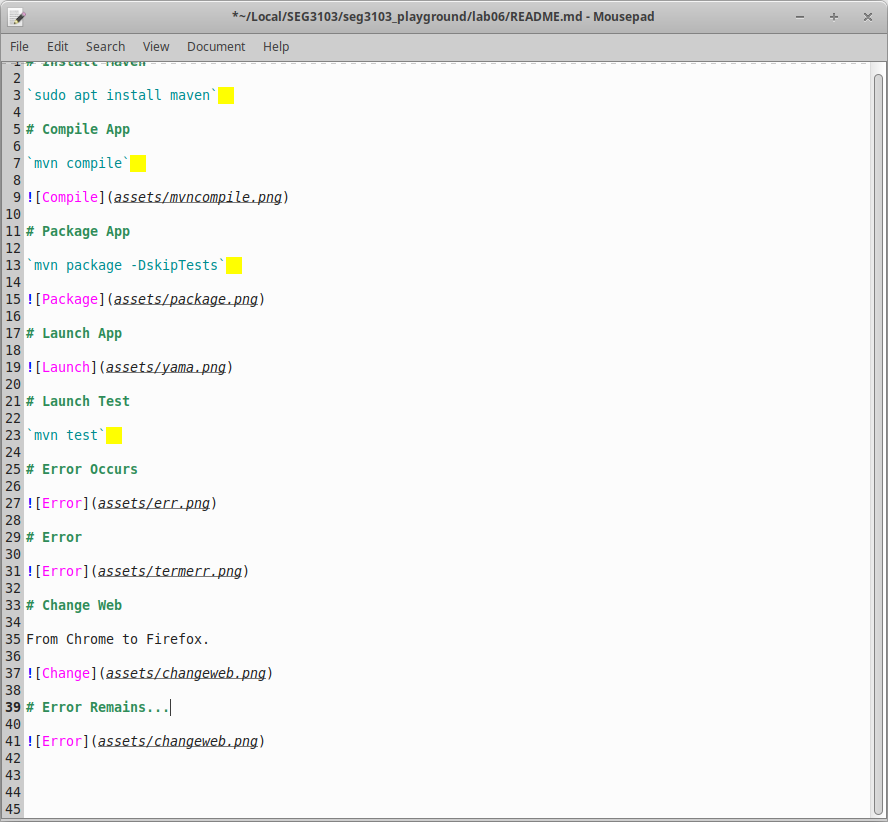 *~/Local/SEG3103/seg3103_playground/lab06/README.md - Mousepad
File Edit Search View Document Help
1 # Install Maven
2
3 `sudo apt install maven`
4
5 # Compile App
6
7 `mvn compile`
8
9 ![Compile](assets/mvncompile.png)
10
11 # Package App
12
13 `mvn package -DskipTests`
14
15 ![Package](assets/package.png)
16
17 # Launch App
18
19 ![Launch](assets/yama.png)
20
21 # Launch Test
22
23 `mvn test`
24
25 # Error Occurs
26
27 ![Error](assets/err.png)
28
29 # Error
30
31 ![Error](assets/termerr.png)
32
33 # Change Web
34
35 From Chrome to Firefox.
36
37 ![Change](assets/changeweb.png)
38
39 # Error Remains...
40
41 ![Error](assets/changeweb.png)
42
43
44
45